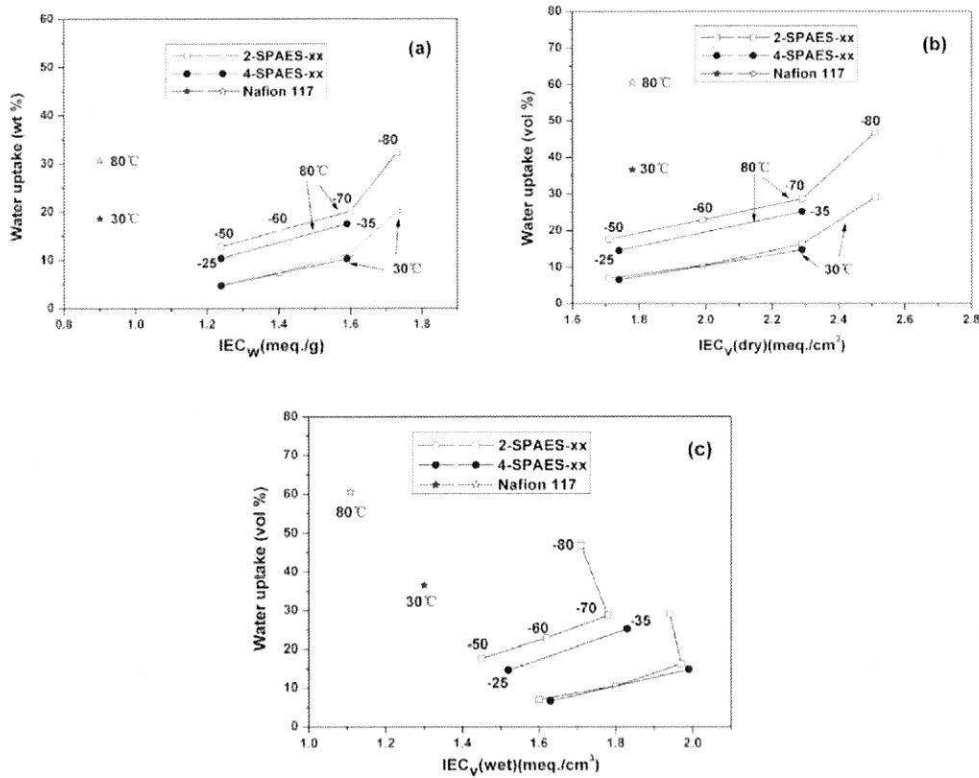 (a)
2-SPAES-xx
4-SPAES-xx
Nafion 117
Water uptake (wt %)
60
50
40
30
20
10
0
80℃
30℃
-50
-60
80℃
-70
-80
-25
-35
30℃
0.8 1.0 1.2 1.4 1.6 1.8
IEC_W(meq./g)
(b)
2-SPAES-xx
4-SPAES-xx
Nafion 117
Water uptake (vol %)
80
70
60
50
40
30
20
10
0
80℃
30℃
-50
-60
80℃
-70
-80
-25
-35
30℃
1.6 1.8 2.0 2.2 2.4 2.6 2.8
IEC_V(dry)(meq./cm³)
(c)
2-SPAES-xx
4-SPAES-xx
Nafion 117
Water uptake (vol %)
80
70
60
50
40
30
20
10
0
80℃
30℃
-50
-60
-70
-80
-25
-35
1.0 1.2 1.4 1.6 1.8 2.0
IEC_V(wet)(meq./cm³)